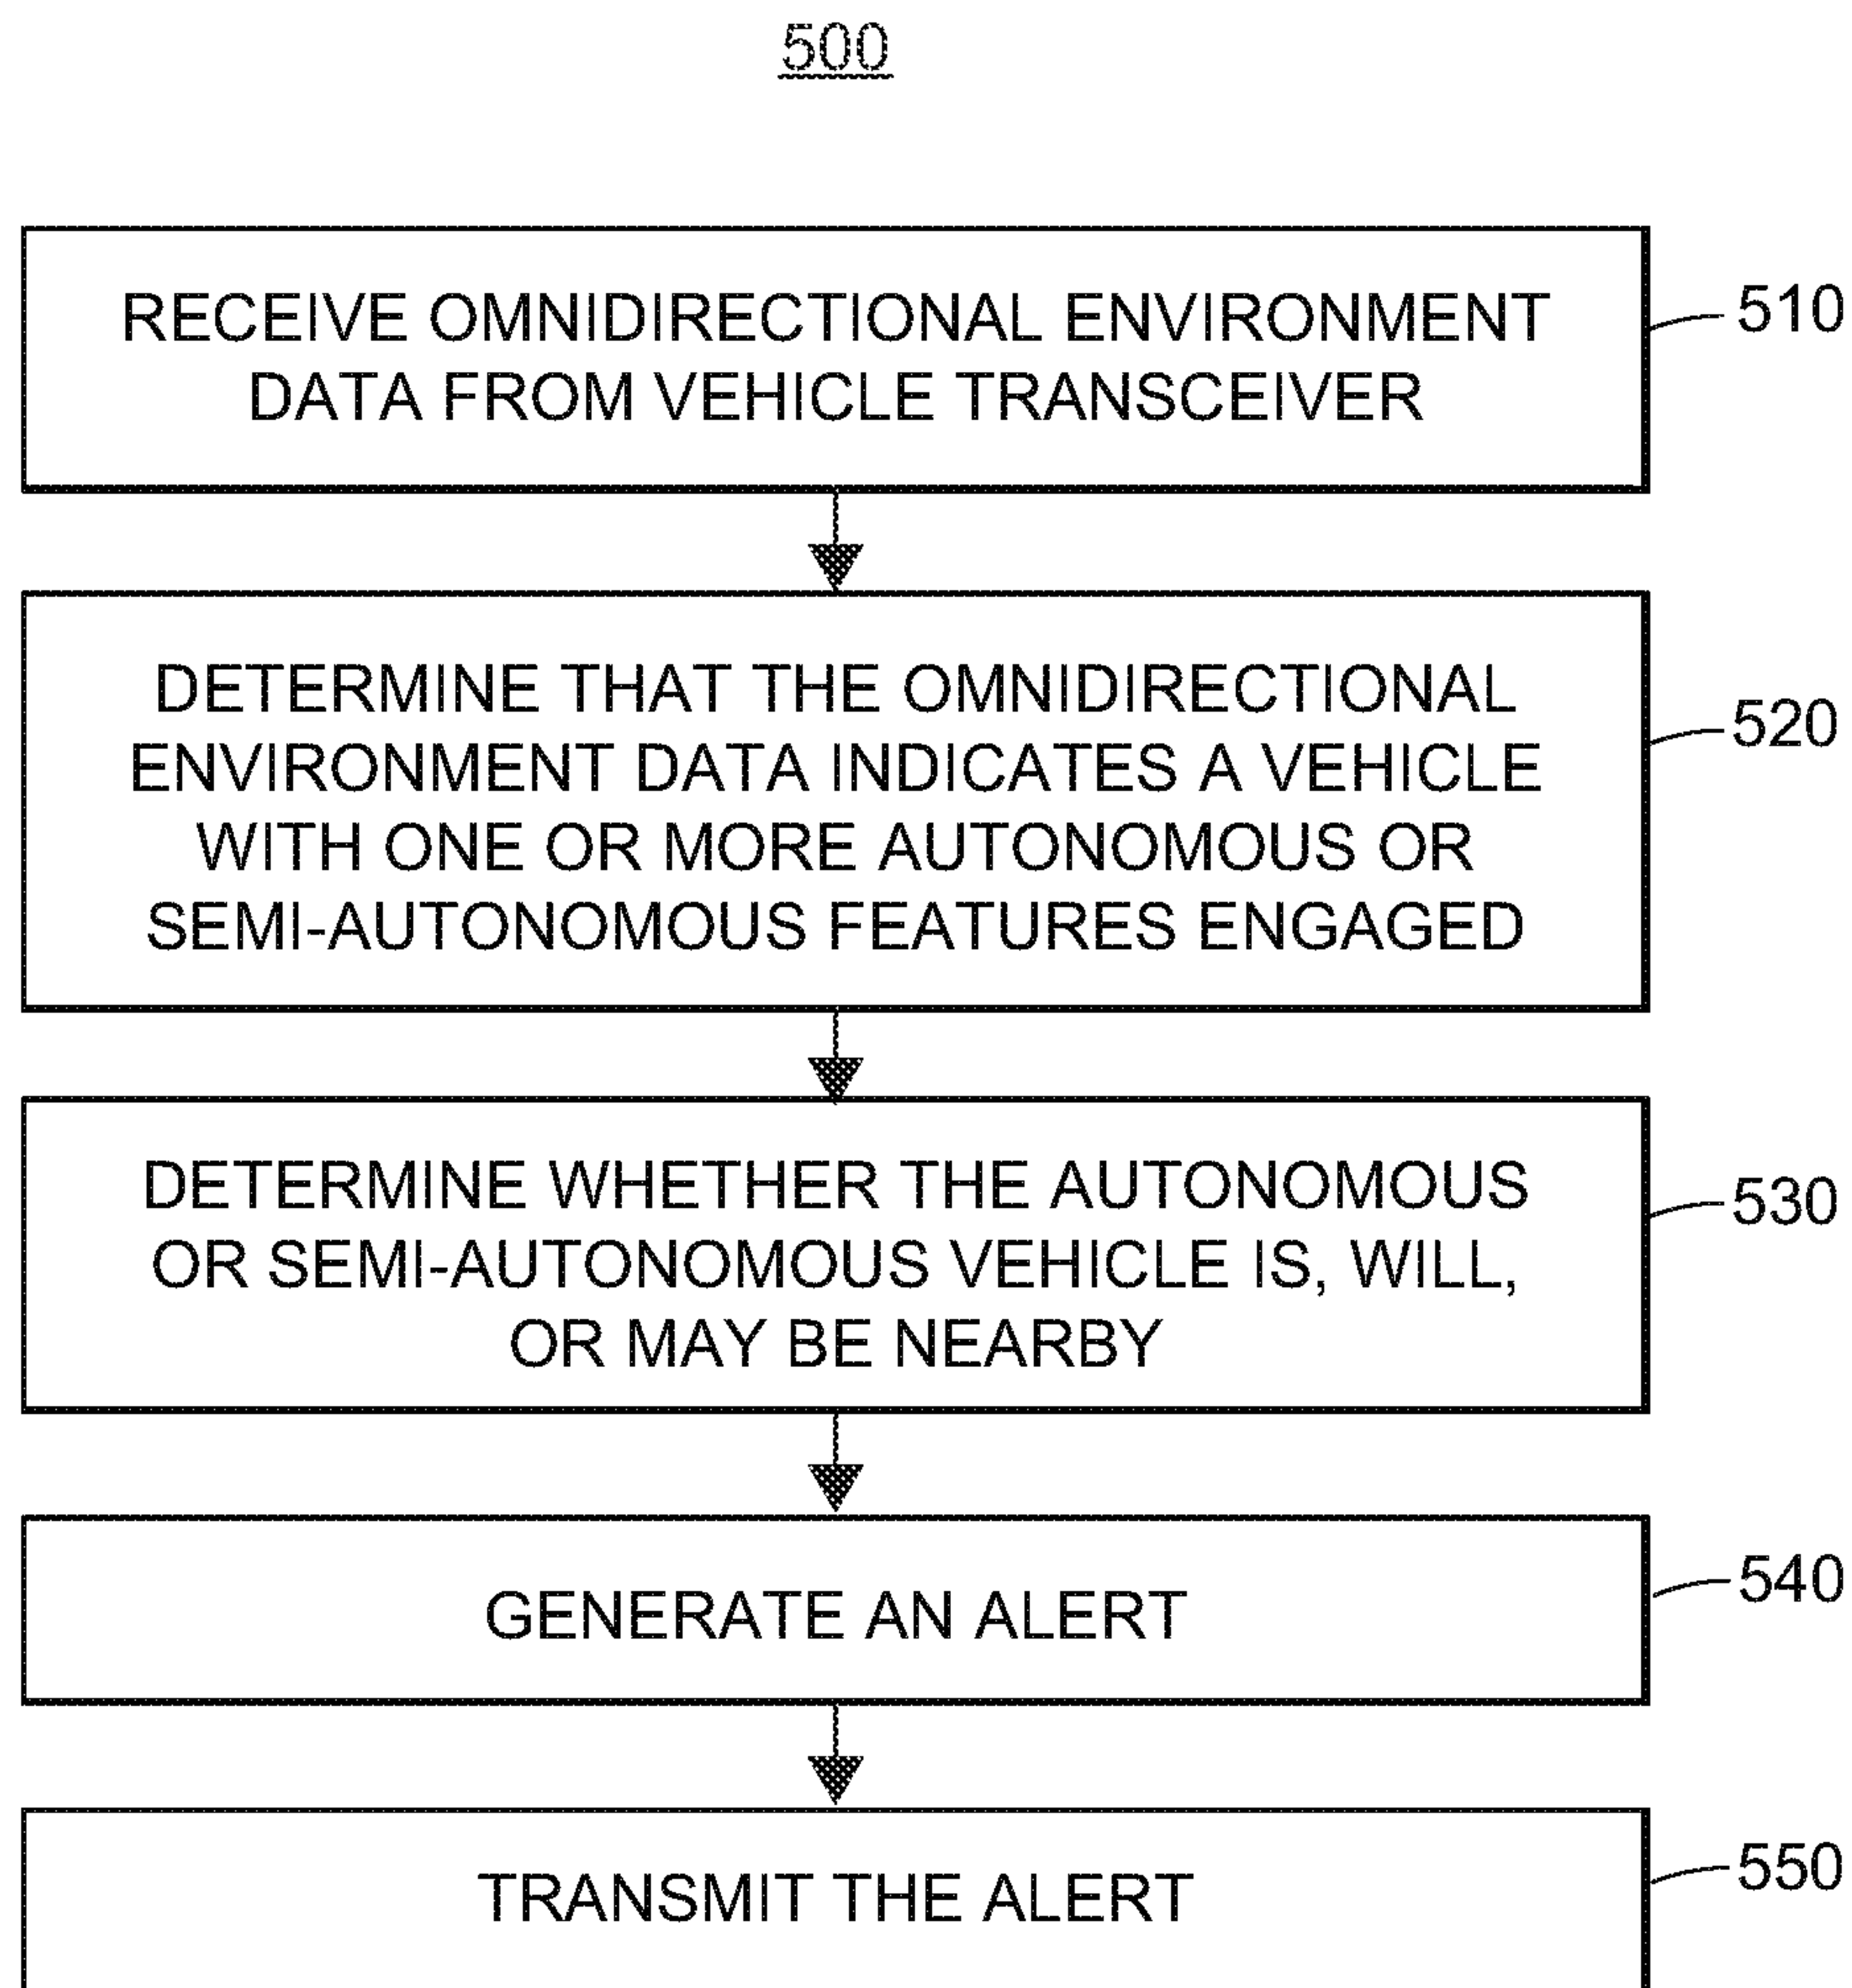 500
RECEIVE OMNIDIRECTIONAL ENVIRONMENT
DATA FROM VEHICLE TRANSCEIVER
510
DETERMINE THAT THE OMNIDIRECTIONAL
ENVIRONMENT DATA INDICATES A VEHICLE
WITH ONE OR MORE AUTONOMOUS OR
SEMI-AUTONOMOUS FEATURES ENGAGED
520
DETERMINE WHETHER THE AUTONOMOUS
OR SEMI-AUTONOMOUS VEHICLE IS, WILL,
OR MAY BE NEARBY
530
GENERATE AN ALERT
540
TRANSMIT THE ALERT
550